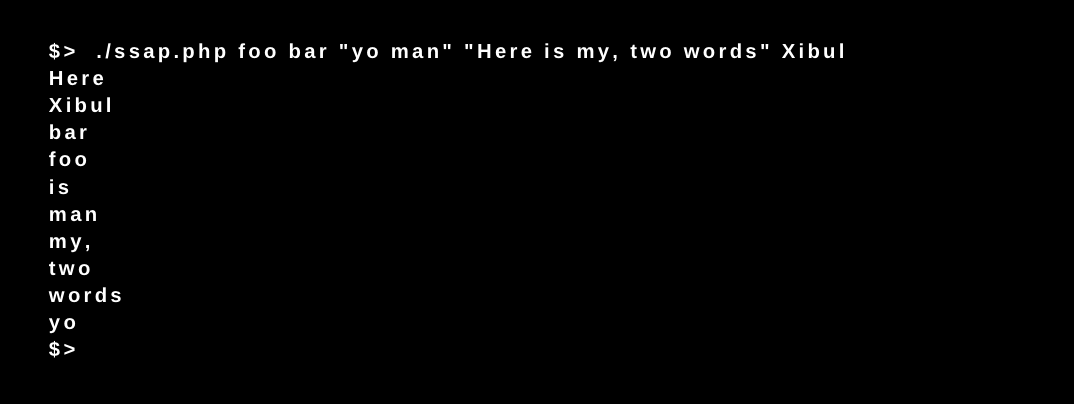 $> ./ssap.php foo bar "yo man" "Here is my, two words" Xibul
Here
Xibul
bar
foo
is
man
my,
two
words
yo
$>